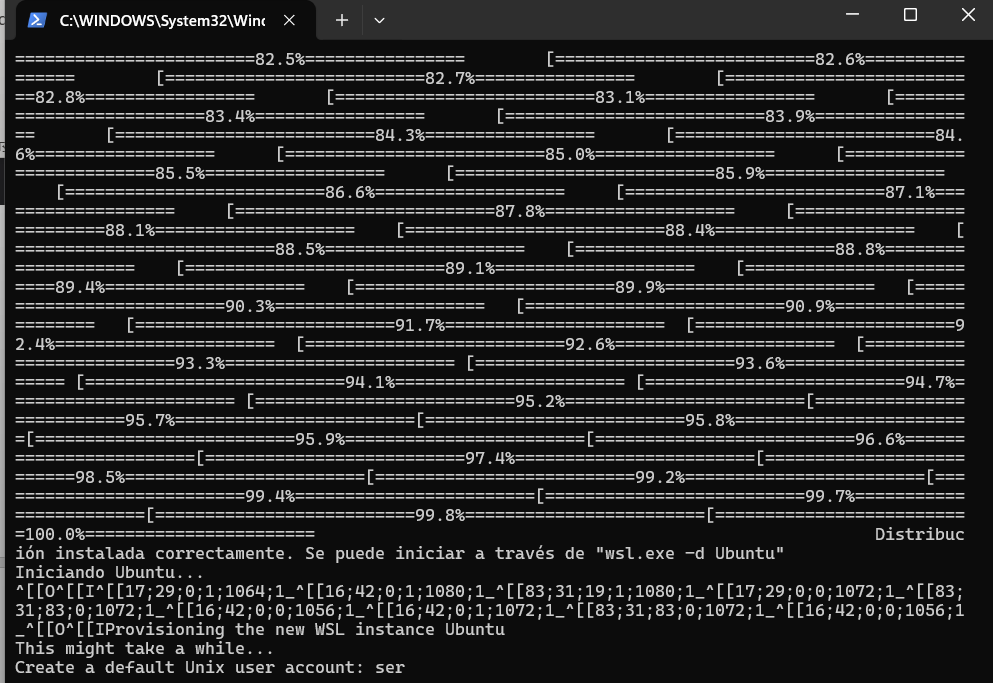 C:\WINDOWS\System32\Wind
========================82.5%================        [==========================82.6%==========
======        [==========================82.7%================        [========================
==82.8%=================       [==========================83.1%=================       [=======
===================83.4%=================       [==========================83.9%===============
==       [==========================84.3%=================       [==========================84.
6%==================      [==========================85.0%==================      [============
==============85.5%==================      [==========================85.9%==================
    [==========================86.6%===================     [==========================87.1%===
================     [==========================87.8%===================     [=================
=========88.1%====================    [==========================88.4%====================    [
==========================88.5%====================    [==========================88.8%========
============    [==========================89.1%====================    [======================
====89.4%====================    [==========================89.9%=====================   [=====
=====================90.3%=====================   [==========================90.9%=============
========   [==========================91.7%=====================  [==========================9
2.4%======================  [==========================92.6%======================  [==========
================93.3%======================= [==========================93.6%==================
===== [==========================94.1%======================= [==========================94.7%=
====================== [==========================95.2%========================[===============
===========95.7%========================[==========================95.8%=======================
=[==========================95.9%========================[==========================96.6%======
==================[==========================97.4%========================[====================
======98.5%========================[==========================99.2%========================[===
=======================99.4%========================[==========================99.7%===========
=============[==========================99.8%========================[=========================
=100.0%=======================                                                        Distribuc
ión instalada correctamente. Se puede iniciar a través de "wsl.exe -d Ubuntu"
Iniciando Ubuntu...
^[[O^[[I^[[17;29;0;1;1064;1_^[[16;42;0;1;1080;1_^[[83;31;19;1;1080;1_^[[17;29;0;0;1072;1_^[[83;
31;83;0;1072;1_^[[16;42;0;0;1056;1_^[[16;42;0;1;1072;1_^[[83;31;83;0;1072;1_^[[16;42;0;0;1056;1
_^[[O^[[IProvisioning the new WSL instance Ubuntu
This might take a while...
Create a default Unix user account: ser